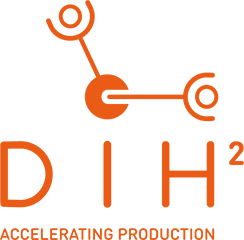 DIH²
ACCELERATING PRODUCTION